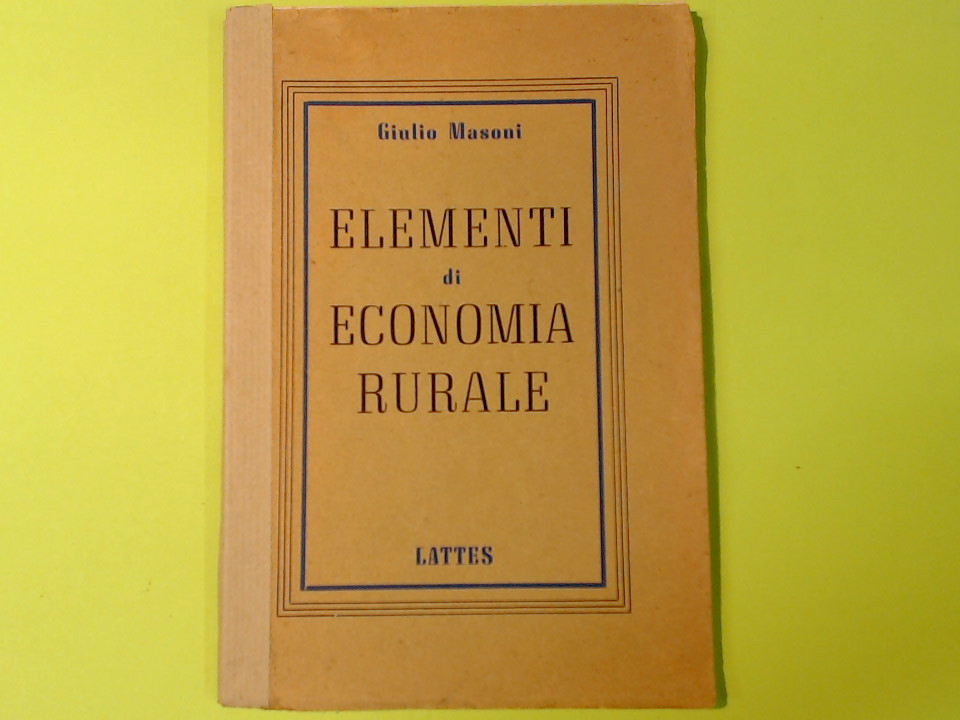 Giulio Masoni
ELEMENTI
di
ECONOMIA
RURALE
LATTES